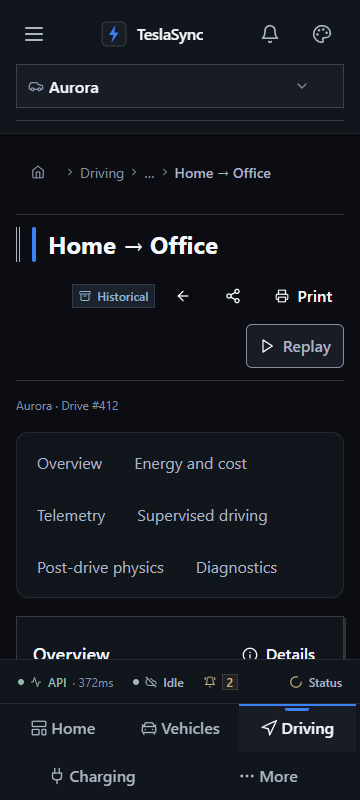 TeslaSync
Aurora
Driving ... Home → Office
Home → Office
Historical Print
Replay
Aurora · Drive #412
Overview Energy and cost
Telemetry Supervised driving
Post-drive physics Diagnostics
Overview Details
API · 372ms Idle 2 Status
Home Vehicles Driving
Charging More